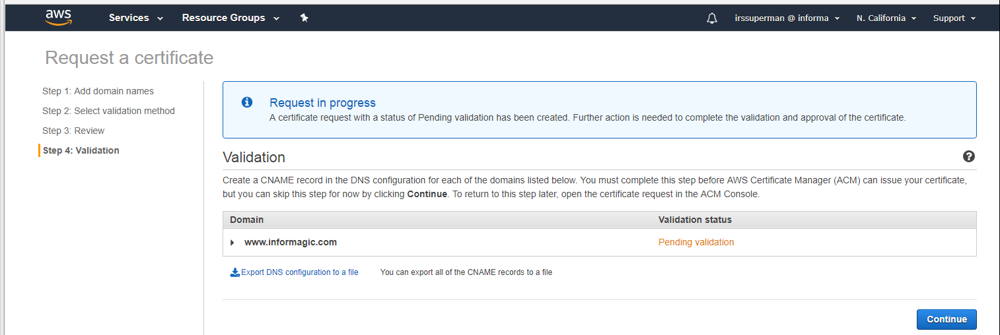 aws Services Resource Groups irssuperman @ informa N. California Support
Request a certificate
Step 1: Add domain names
Step 2: Select validation method
Step 3: Review
Step 4: Validation
Request in progress
A certificate request with a status of Pending validation has been created. Further action is needed to complete the validation and approval of the certificate.
Validation
Create a CNAME record in the DNS configuration for each of the domains listed below. You must complete this step before AWS Certificate Manager (ACM) can issue your certificate,
but you can skip this step for now by clicking Continue. To return to this step later, open the certificate request in the ACM Console.
Domain Validation status
www.informagic.com Pending validation
Export DNS configuration to a file You can export all of the CNAME records to a file
Continue